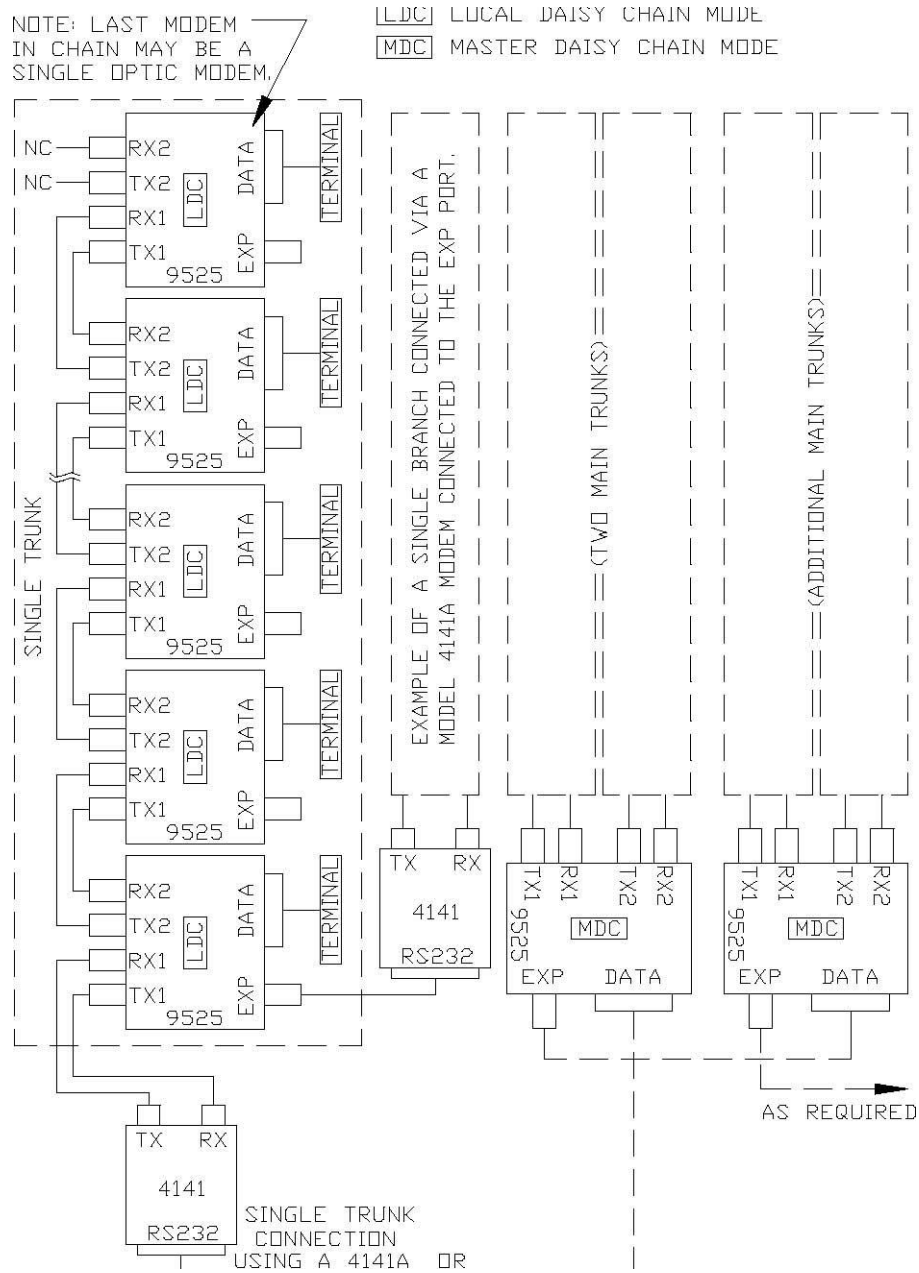 NOTE: LAST MODEM
IN CHAIN MAY BE A
SINGLE OPTIC MODEM.
LDC LOCAL DAISY CHAIN MODE
MDC MASTER DAISY CHAIN MODE
NC
NC
RX2
TX2
RX1
TX1
LDC
DATA
EXP
9525
TERMINAL
RX2
TX2
RX1
TX1
LDC
DATA
EXP
9525
TERMINAL
RX2
TX2
RX1
TX1
LDC
DATA
EXP
9525
TERMINAL
RX2
TX2
RX1
TX1
LDC
DATA
EXP
9525
TERMINAL
RX2
TX2
RX1
TX1
LDC
DATA
EXP
9525
TERMINAL
SINGLE TRUNK
EXAMPLE OF A SINGLE BRANCH CONNECTED VIA A
MODEL 4141A MODEM CONNECTED TO THE EXP PORT.
(TWO MAIN TRUNKS)
(ADDITIONAL MAIN TRUNKS)
TX RX
4141
RS232
TX1
RX1
TX2
RX2
9525
MDC
EXP DATA
TX1
RX1
TX2
RX2
9525
MDC
EXP DATA
AS REQUIRED
TX RX
4141
RS232
SINGLE TRUNK
CONNECTION
USING A 4141A OR